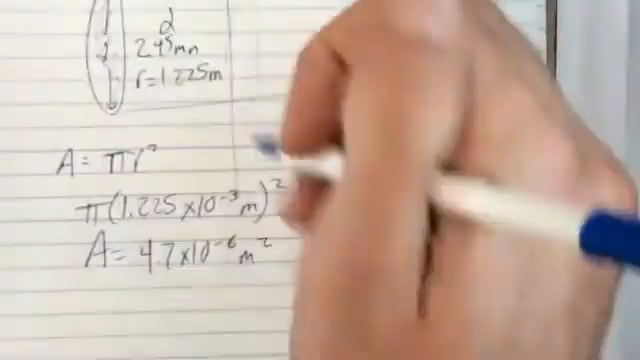 d
2.45mm
r=1.225m
A= πr²
π(1.225×10⁻³m)²
A= 4.7×10⁻⁶m²